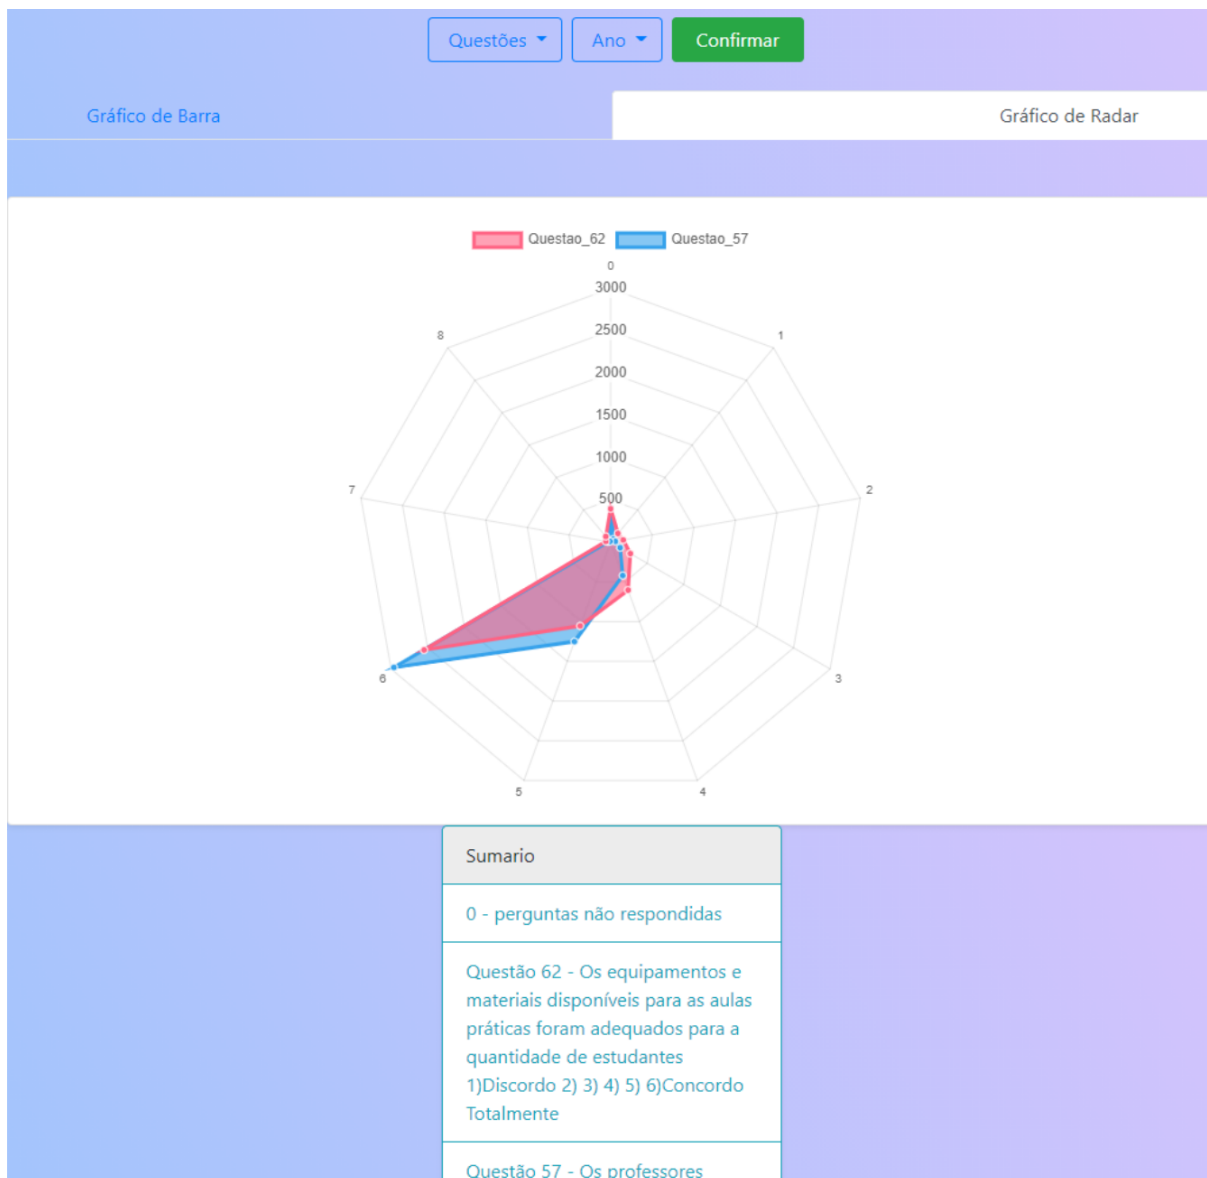 Questões Ano Confirmar
Gráfico de Barra Gráfico de Radar
Questao_62 Questao_57
0
3000
8 1
2500
2000
1500
1000
7 2
500
6 3
5 4
Sumario
0 - perguntas não respondidas
Questão 62 - Os equipamentos e
materiais disponíveis para as aulas
práticas foram adequados para a
quantidade de estudantes
1)Discordo 2) 3) 4) 5) 6)Concordo
Totalmente
Questão 57 - Os professores